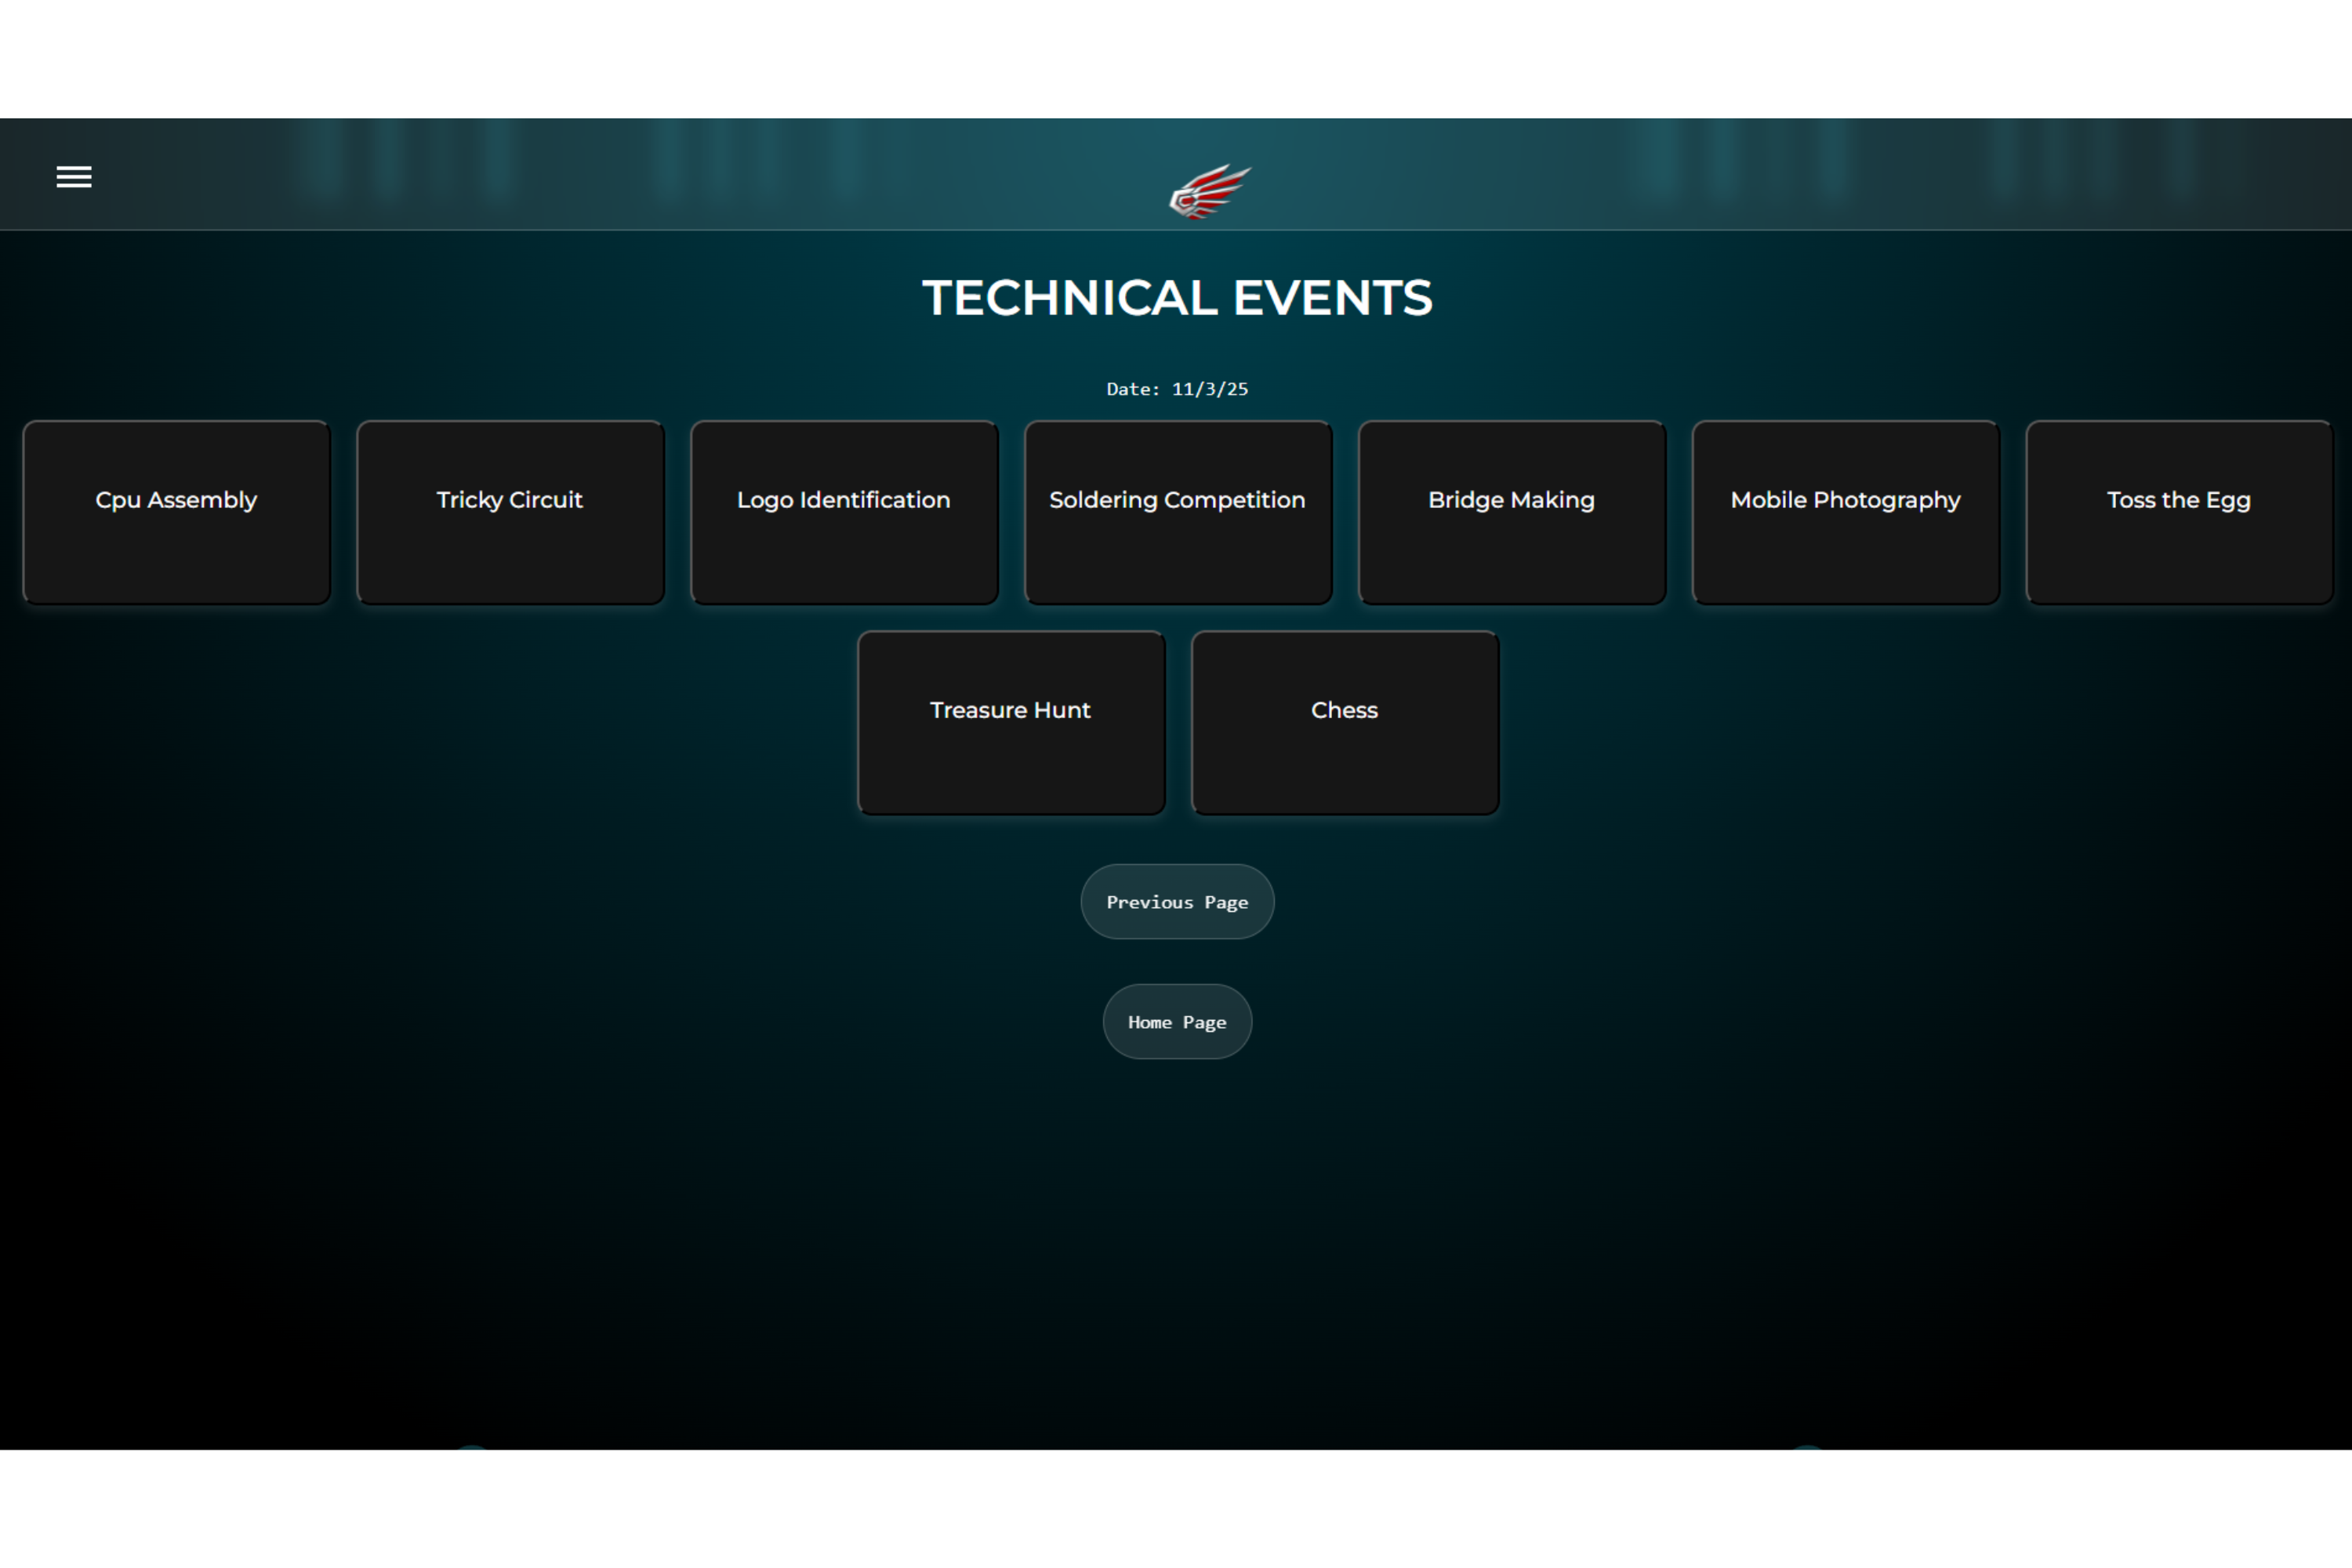 TECHNICAL EVENTS
Date: 11/3/25
Cpu Assembly
Tricky Circuit
Logo Identification
Soldering Competition
Bridge Making
Mobile Photography
Toss the Egg
Treasure Hunt
Chess
Previous Page
Home Page